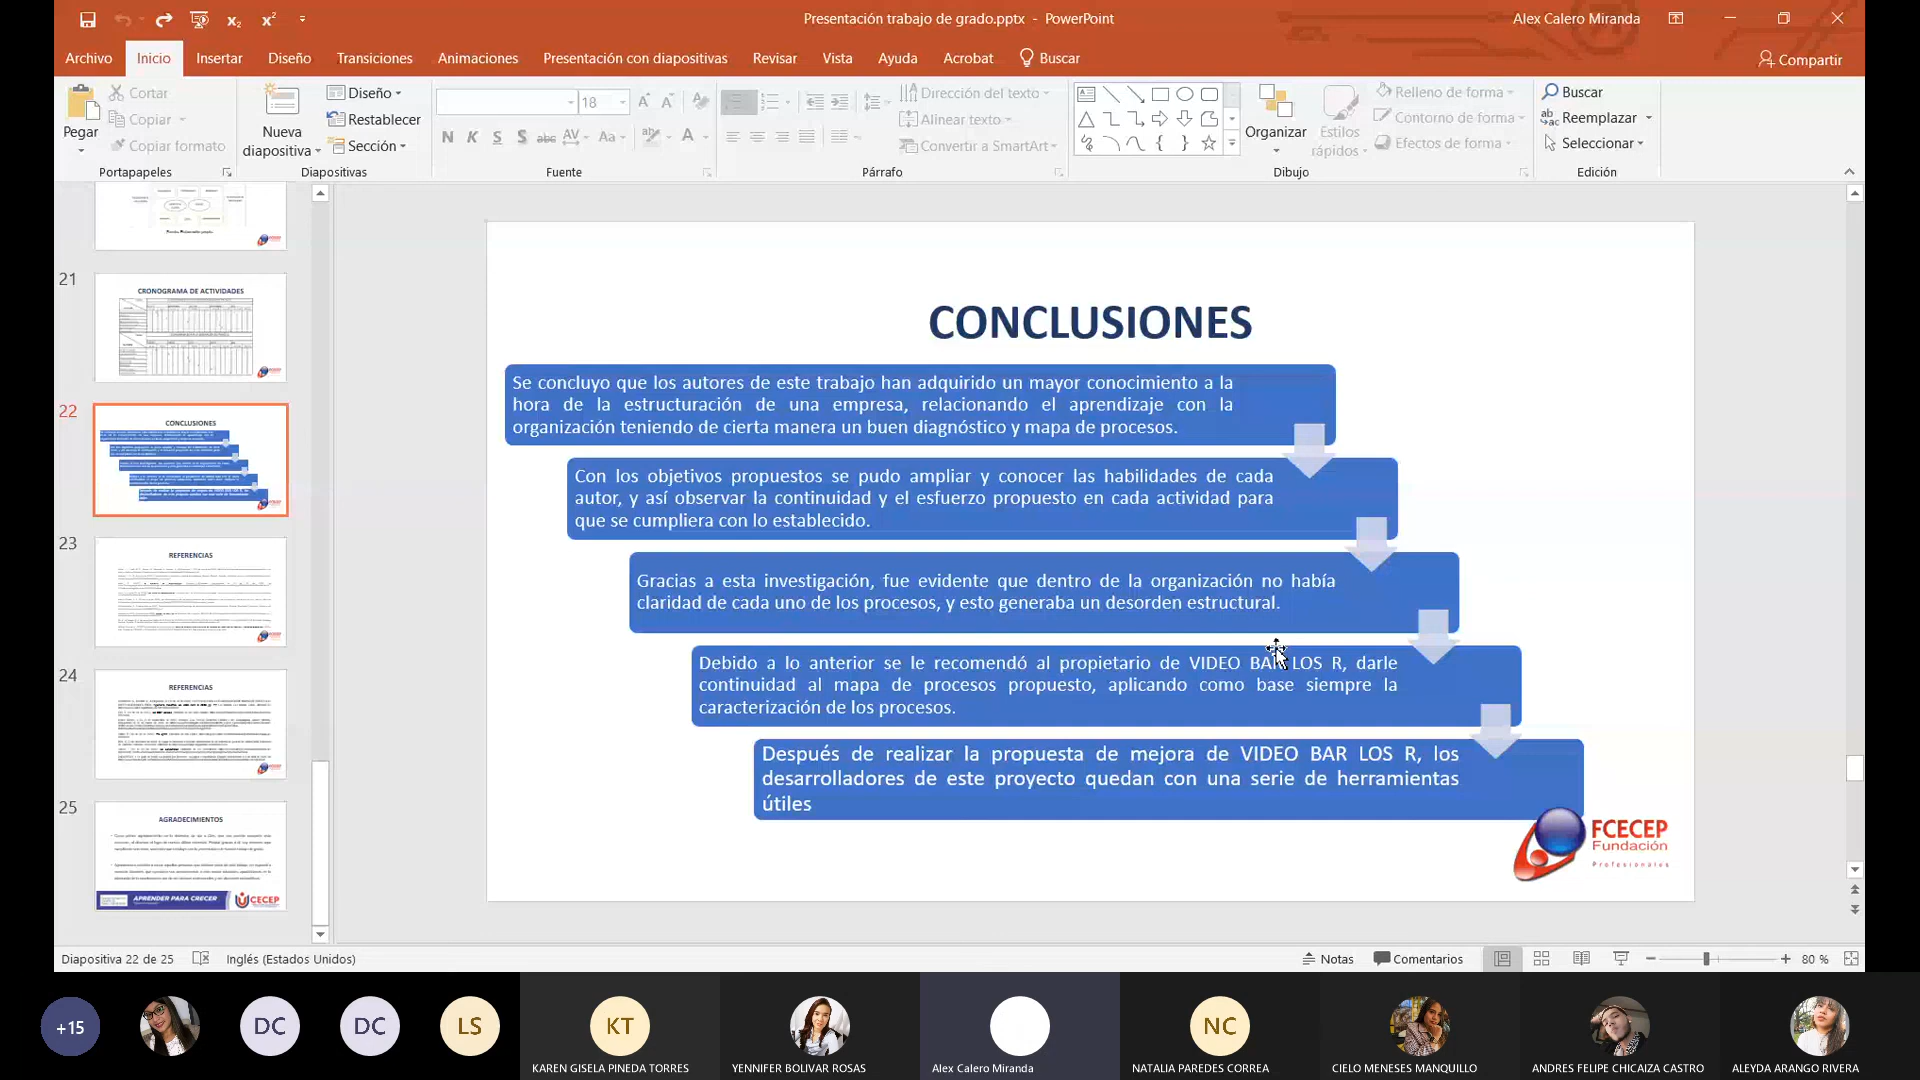 Presentación trabajo de grado.pptx - PowerPoint
Alex Calero Miranda
Archivo Inicio Insertar Diseño Transiciones Animaciones Presentación con diapositivas Revisar Vista Ayuda Acrobat Buscar
Compartir
Pegar
Cortar
Copiar
Copiar formato
Portapapeles
Nueva diapositiva
Diseño
Restablecer
Sección
Diapositivas
18
N K S S abc AV Aa A
Fuente
Dirección del texto
Alinear texto
Convertir a SmartArt
Párrafo
Organizar
Estilos rápidos
Relleno de forma
Contorno de forma
Efectos de forma
Dibujo
Buscar
Reemplazar
Seleccionar
Edición
21
CRONOGRAMA DE ACTIVIDADES
22
CONCLUSIONES
23
REFERENCIAS
24
REFERENCIAS
25
AGRADECIMIENTOS
APRENDER PARA CRECER
CECEP
CONCLUSIONES
Se concluyo que los autores de este trabajo han adquirido un mayor conocimiento a la
hora de la estructuración de una empresa, relacionando el aprendizaje con la
organización teniendo de cierta manera un buen diagnóstico y mapa de procesos.
Con los objetivos propuestos se pudo ampliar y conocer las habilidades de cada
autor, y así observar la continuidad y el esfuerzo propuesto en cada actividad para
que se cumpliera con lo establecido.
Gracias a esta investigación, fue evidente que dentro de la organización no había
claridad de cada uno de los procesos, y esto generaba un desorden estructural.
Debido a lo anterior se le recomendó al propietario de VIDEO BAR LOS R, darle
continuidad al mapa de procesos propuesto, aplicando como base siempre la
caracterización de los procesos.
Después de realizar la propuesta de mejora de VIDEO BAR LOS R, los
desarrolladores de este proyecto quedan con una serie de herramientas
útiles
FCECEP
Fundación
Profesionales
Diapositiva 22 de 25
Inglés (Estados Unidos)
Notas
Comentarios
80 %
+15
DC
DC
LS
KT
NC
KAREN GISELA PINEDA TORRES
YENNIFER BOLIVAR ROSAS
Alex Calero Miranda
NATALIA PAREDES CORREA
CIELO MENESES MANQUILLO
ANDRES FELIPE CHICAIZA CASTRO
ALEYDA ARANGO RIVERA